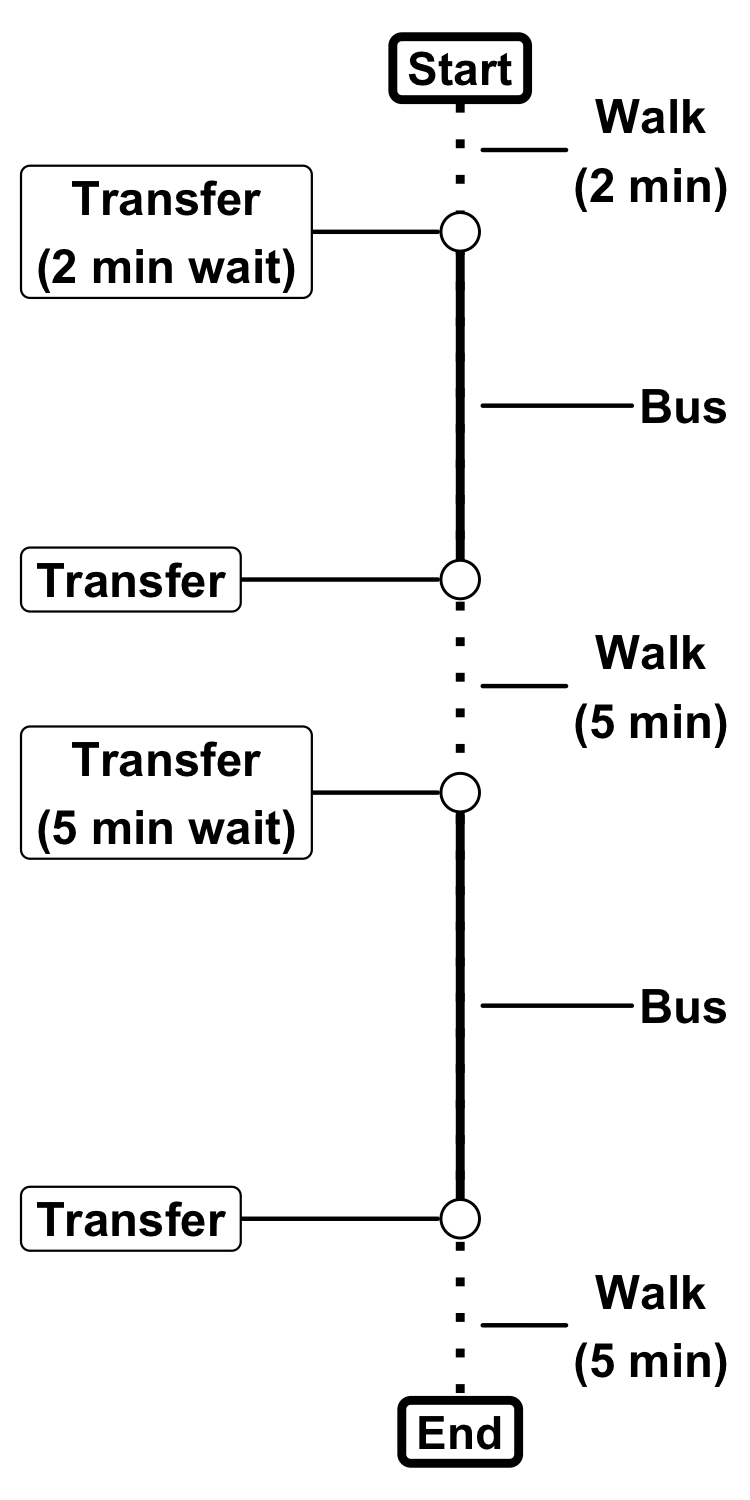 Start
Walk
(2 min)
Transfer
(2 min wait)
Bus
Transfer
Walk
(5 min)
Transfer
(5 min wait)
Bus
Transfer
Walk
(5 min)
End